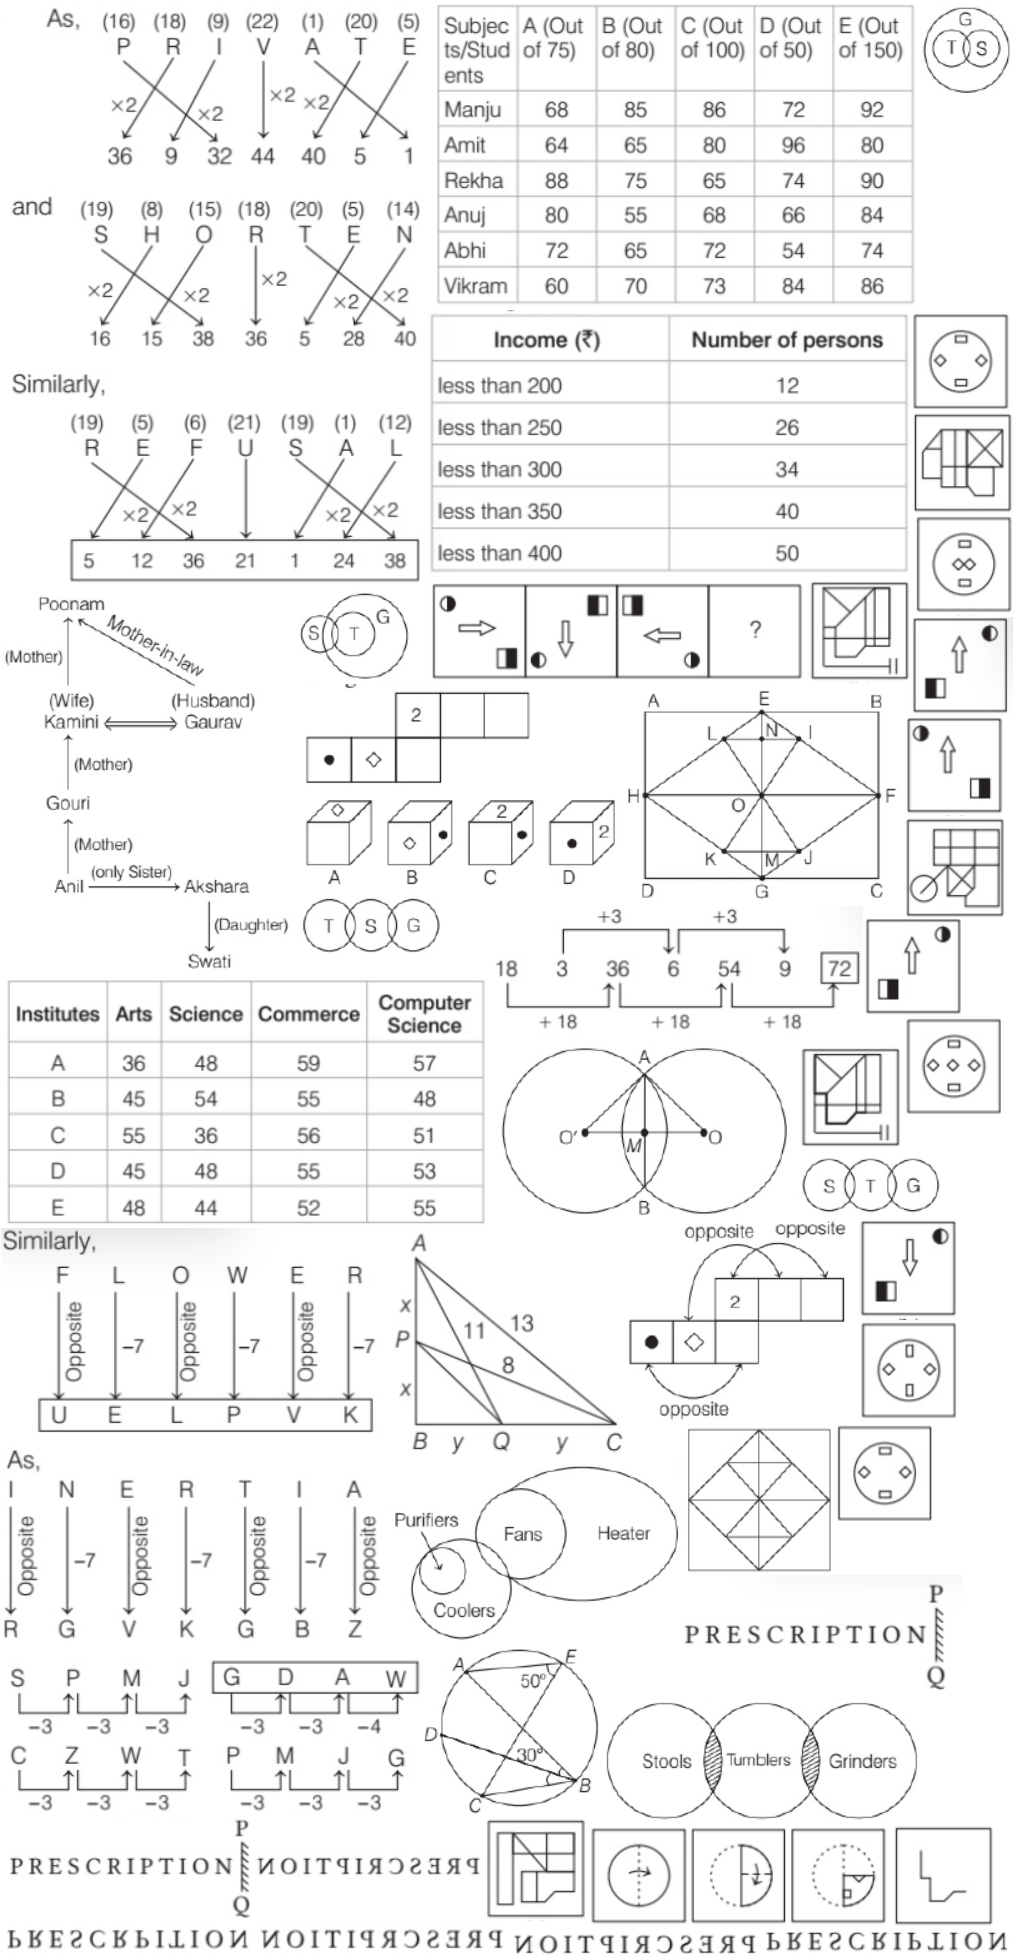 As, (16) (18) (9) (22) (1) (20) (5)
P R I V A T E
×2 ×2 ×2 ×2
36 9 32 44 40 5 1
and (19) (8) (15) (18) (20) (5) (14)
S H O R T E N
×2 ×2 ×2 ×2 ×2
16 15 38 36 5 28 40
Similarly,
(19) (5) (6) (21) (19) (1) (12)
R E F U S A L
×2 ×2 ×2 ×2
5 12 36 21 1 24 38
Subjec ts/Stud ents A (Out of 75) B (Out of 80) C (Out of 100) D (Out of 50) E (Out of 150)
Manju 68 85 86 72 92
Amit 64 65 80 96 80
Rekha 88 75 65 74 90
Anuj 80 55 68 66 84
Abhi 72 65 72 54 74
Vikram 60 70 73 84 86
G
T S
Income (₹) Number of persons
less than 200 12
less than 250 26
less than 300 34
less than 350 40
less than 400 50
Poonam
Mother-in-law
(Mother)
(Wife) (Husband)
Kamini Gaurav
(Mother)
Gouri
(Mother)
(only Sister)
Anil Akshara
(Daughter)
Swati
S T G
?
2
2 2
A B C D
A E B
L N I
H O F
K M J
D G C
T S G
+3 +3
18 3 36 6 54 9 72
+ 18 + 18 + 18
Institutes Arts Science Commerce Computer Science
A 36 48 59 57
B 45 54 55 48
C 55 36 56 51
D 45 48 55 53
E 48 44 52 55
A
O' M O
B
S T G
Similarly,
F L O W E R
Opposite –7 Opposite –7 Opposite –7
U E L P V K
A
x 11 13
P 8
x
B y Q y C
opposite opposite
2
opposite
As,
I N E R T I A
Opposite –7 Opposite –7 Opposite –7 Opposite
R G V K G B Z
Purifiers
Fans Heater
Coolers
P
PRESCRIPTION
Q
S P M J G D A W
–3 –3 –3 –3 –3 –4
C Z W T P M J G
–3 –3 –3 –3 –3 –3
A E
50°
D
30°
B
C
Stools Tumblers Grinders
P
PRESCRIPTION
Q